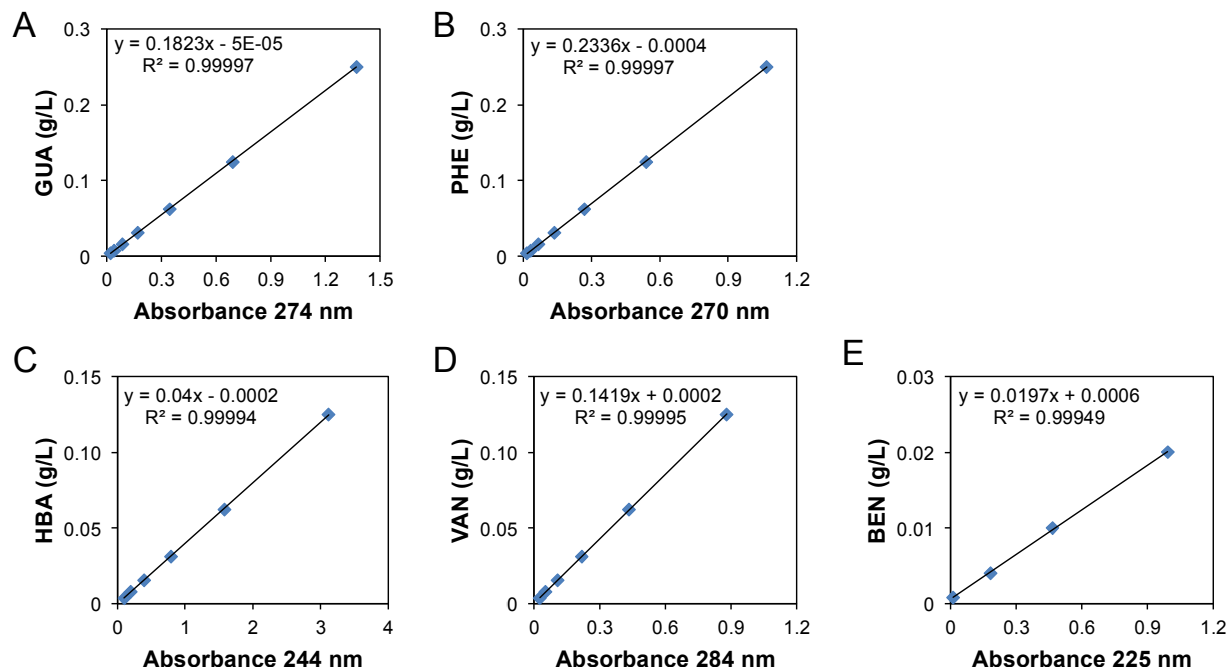 A
GUA (g/L)
y = 0.1823x - 5E-05
R² = 0.99997
0.3
0.2
0.1
0
0 0.3 0.6 0.9 1.2 1.5
Absorbance 274 nm
B
PHE (g/L)
y = 0.2336x - 0.0004
R² = 0.99997
0.3
0.2
0.1
0
0 0.3 0.6 0.9 1.2
Absorbance 270 nm
C
HBA (g/L)
y = 0.04x - 0.0002
R² = 0.99994
0.15
0.10
0.05
0
0 1 2 3 4
Absorbance 244 nm
D
VAN (g/L)
y = 0.1419x + 0.0002
R² = 0.99995
0.15
0.10
0.05
0
0 0.3 0.6 0.9 1.2
Absorbance 284 nm
E
BEN (g/L)
y = 0.0197x + 0.0006
R² = 0.99949
0.03
0.02
0.01
0
0 0.3 0.6 0.9 1.2
Absorbance 225 nm